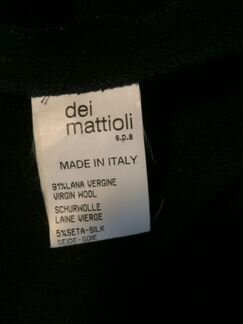 dei
mattioli
s.p.a
MADE IN ITALY
91%LANA VERGINE
VIRGIN WOOL
SCHURWOLLE
LAINE VIERGE
5%SETA-SILK
SEIDE-SOIE